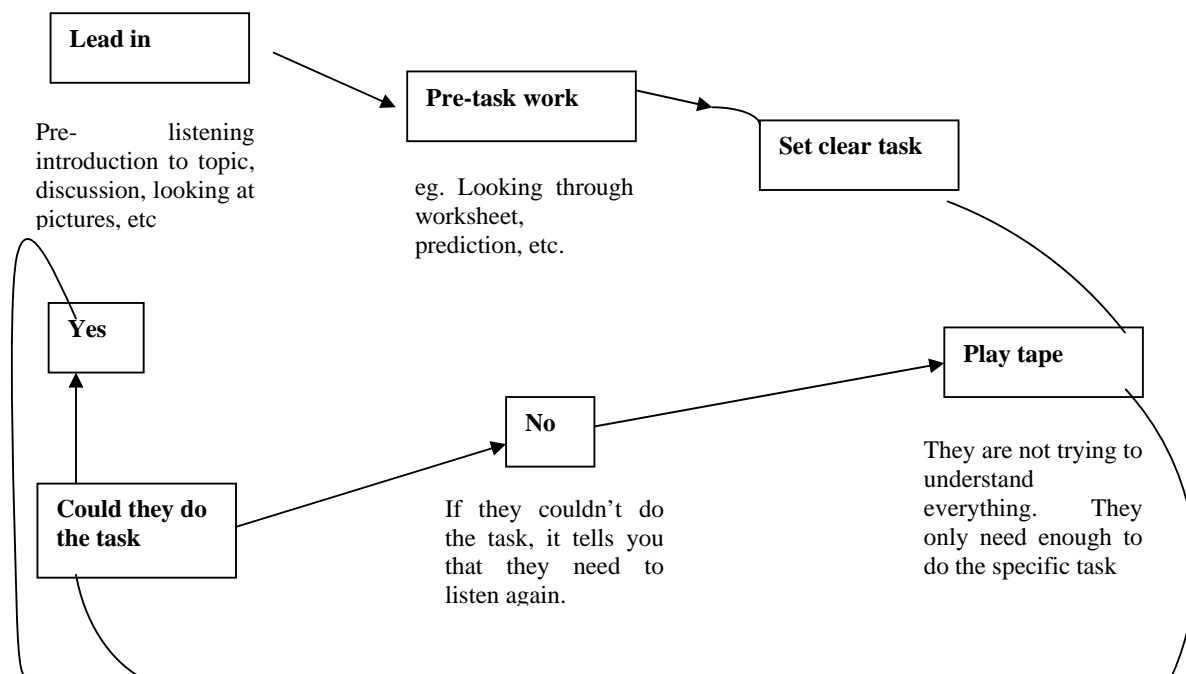 Lead in
Pre- listening
introduction to topic,
discussion, looking at
pictures, etc
Pre-task work
eg. Looking through
worksheet,
prediction, etc.
Set clear task
Yes
Play tape
They are not trying to
understand
everything. They
only need enough to
do the specific task
No
If they couldn’t do
the task, it tells you
that they need to
listen again.
Could they do
the task